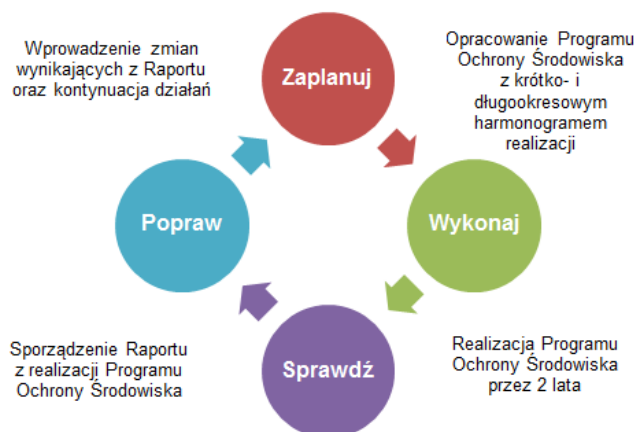 Wprowadzenie zmian
wynikających z Raportu
oraz kontynuacja działań
Zaplanuj
Opracowanie Programu
Ochrony Środowiska
z krótko- i
długookresowym
harmonogramem
realizacji
Popraw
Wykonaj
Sporządzenie Raportu
z realizacji Programu
Ochrony Środowiska
Sprawdź
Realizacja Programu
Ochrony Środowiska
przez 2 lata